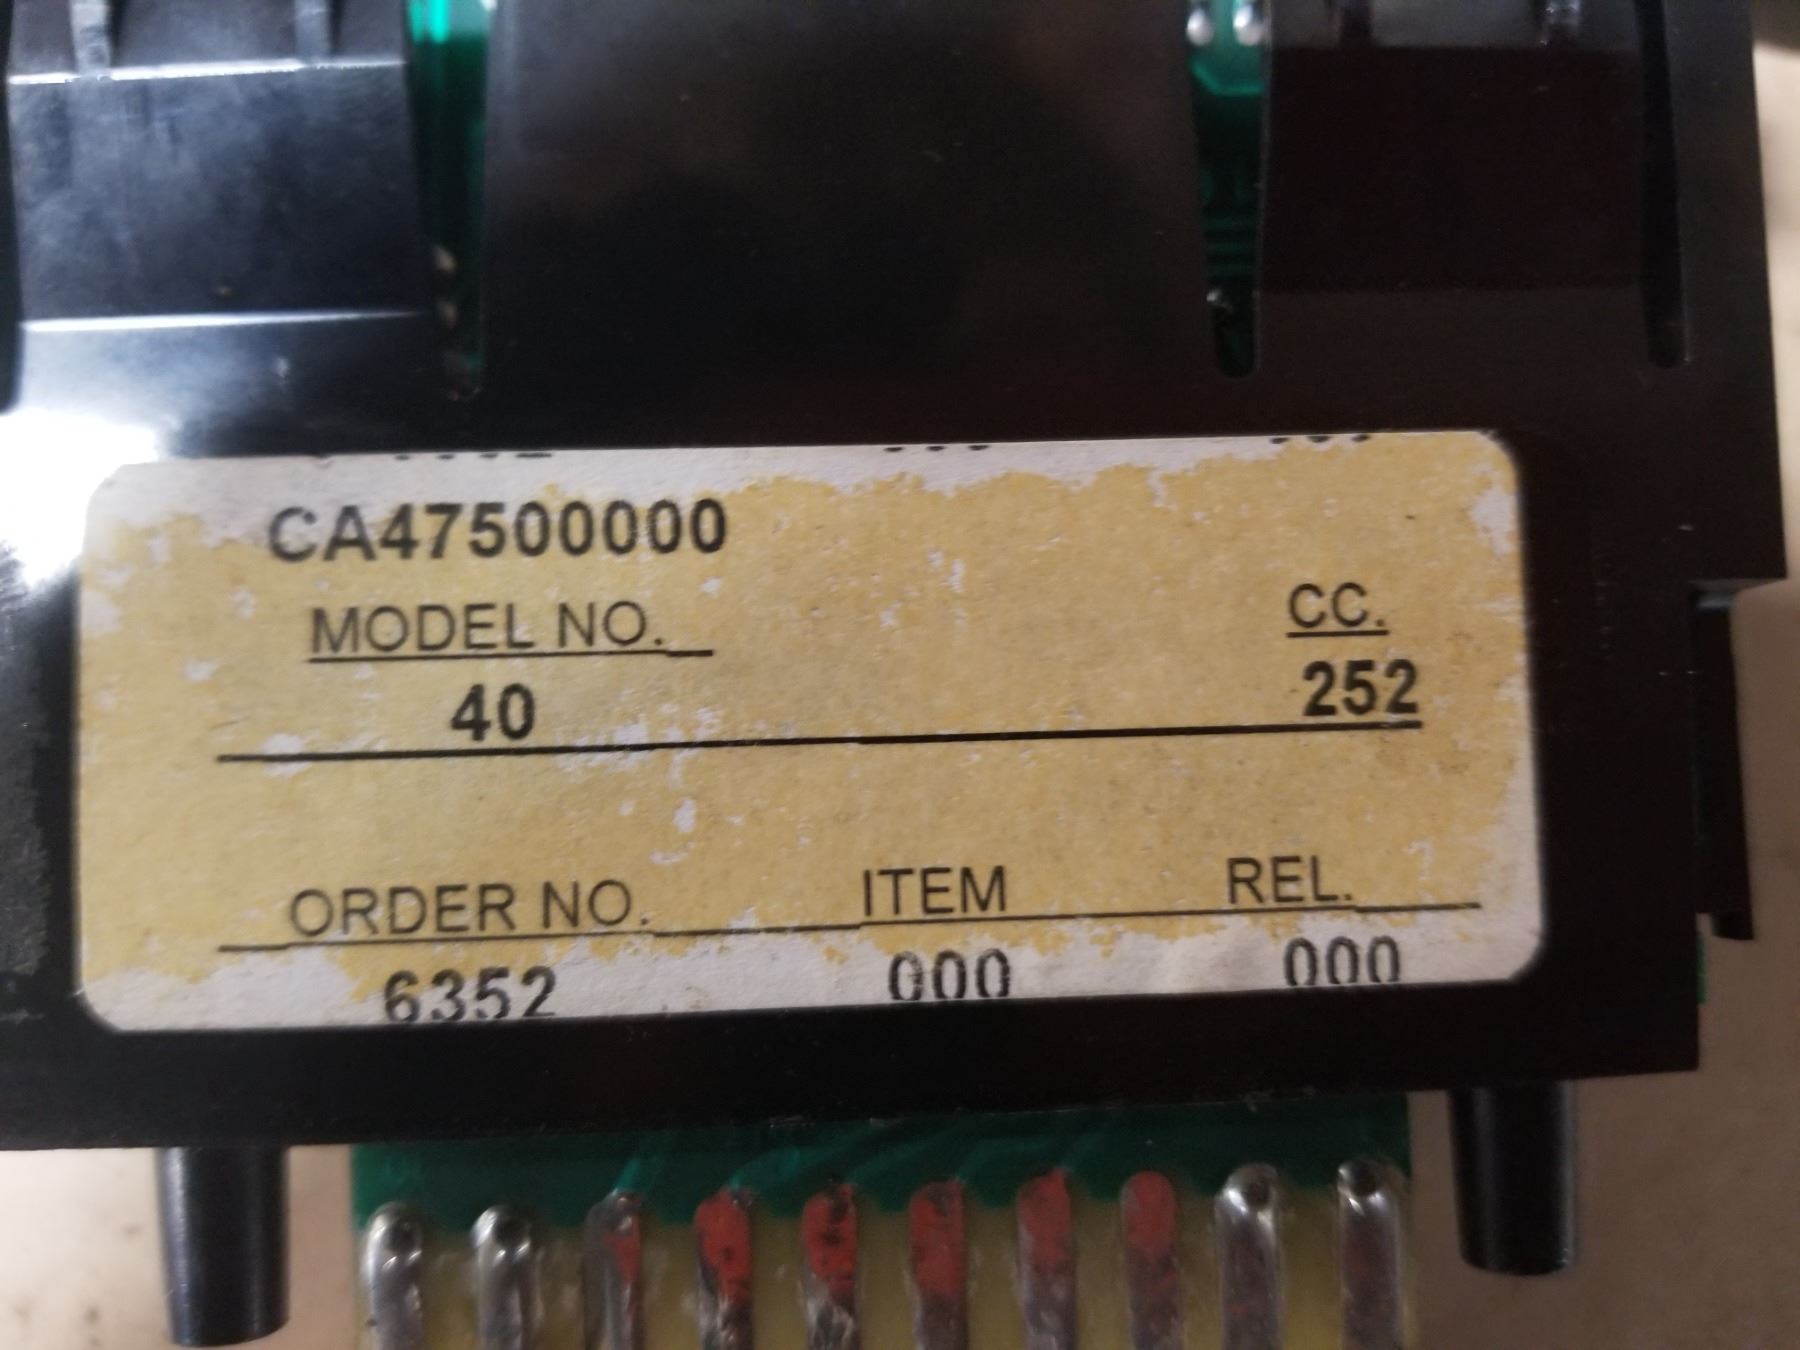 CA47500000
MODEL NO. CC.
40 252
ORDER NO. ITEM REL.
6352 000 000